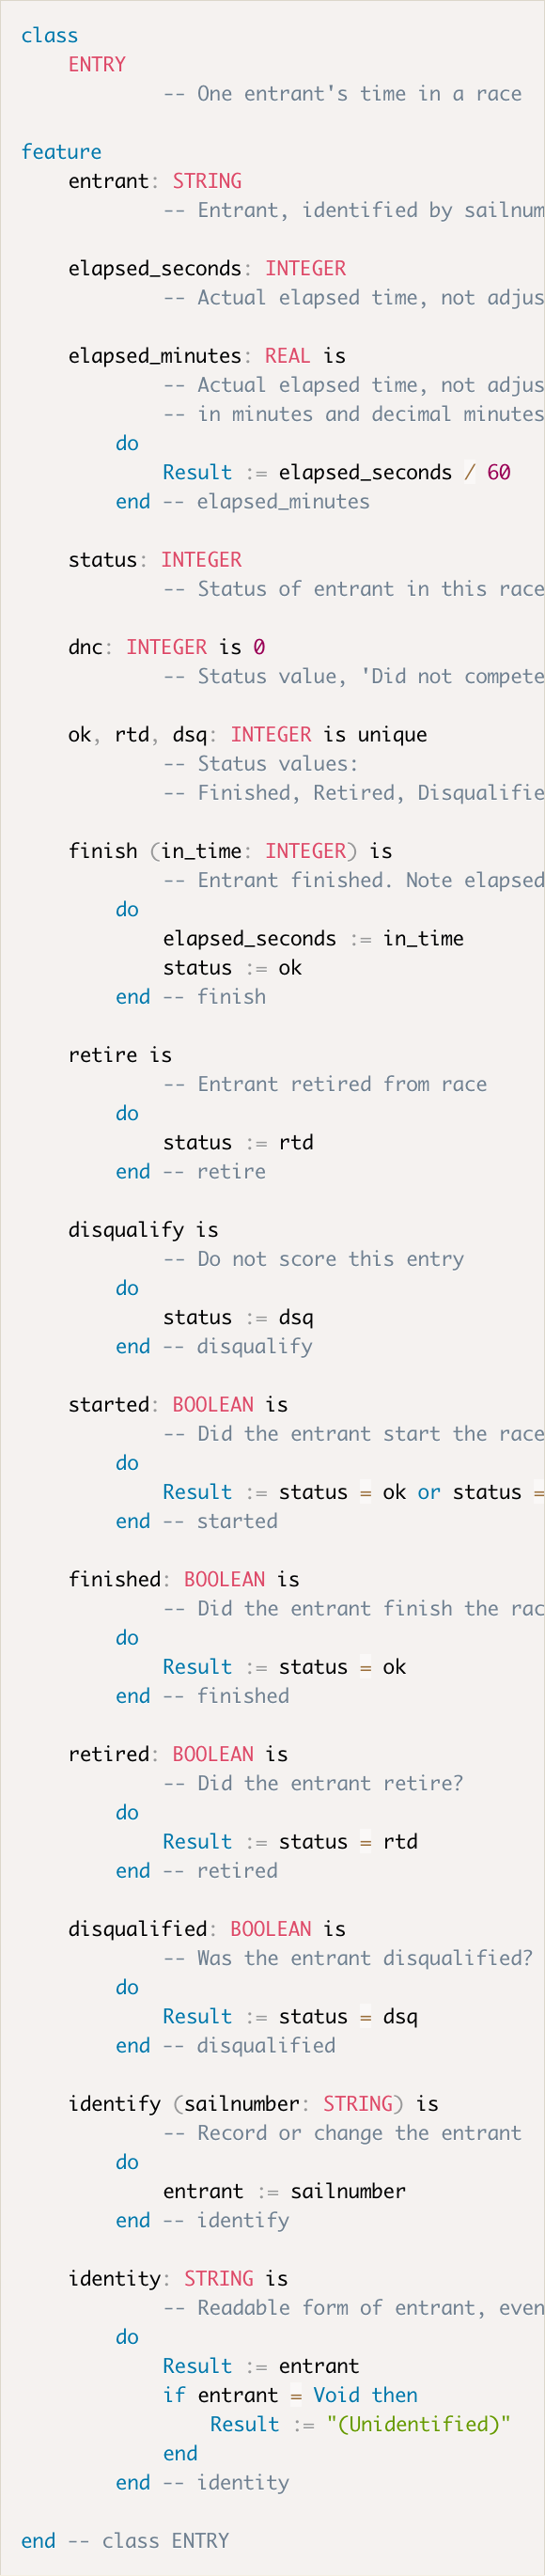 class
    ENTRY
            -- One entrant's time in a race

feature
    entrant: STRING
            -- Entrant, identified by

    elapsed_seconds: INTEGER
            -- Actual elapsed time, not

    elapsed_minutes: REAL is
            -- Actual elapsed time, not
            -- in minutes and decimal minutes
        do
            Result := elapsed_seconds / 60
        end -- elapsed_minutes

    status: INTEGER
            -- Status of entrant in this race

    dnc: INTEGER is 0
            -- Status value, 'Did not compete

    ok, rtd, dsq: INTEGER is unique
            -- Status values:
            -- Finished, Retired,

    finish (in_time: INTEGER) is
            -- Entrant finished. Note elapsed
        do
            elapsed_seconds := in_time
            status := ok
        end -- finish

    retire is
            -- Entrant retired from race
        do
            status := rtd
        end -- retire

    disqualify is
            -- Do not score this entry
        do
            status := dsq
        end -- disqualify

    started: BOOLEAN is
            -- Did the entrant start the race
        do
            Result := status = ok or status =
        end -- started

    finished: BOOLEAN is
            -- Did the entrant finish the
        do
            Result := status = ok
        end -- finished

    retired: BOOLEAN is
            -- Did the entrant retire?
        do
            Result := status = rtd
        end -- retired

    disqualified: BOOLEAN is
            -- Was the entrant disqualified?
        do
            Result := status = dsq
        end -- disqualified

    identify (sailnumber: STRING) is
            -- Record or change the entrant
        do
            entrant := sailnumber
        end -- identify

    identity: STRING is
            -- Readable form of entrant, even
        do
            Result := entrant
            if entrant = Void then
                Result := "(Unidentified)"
            end
        end -- identity

end -- class ENTRY